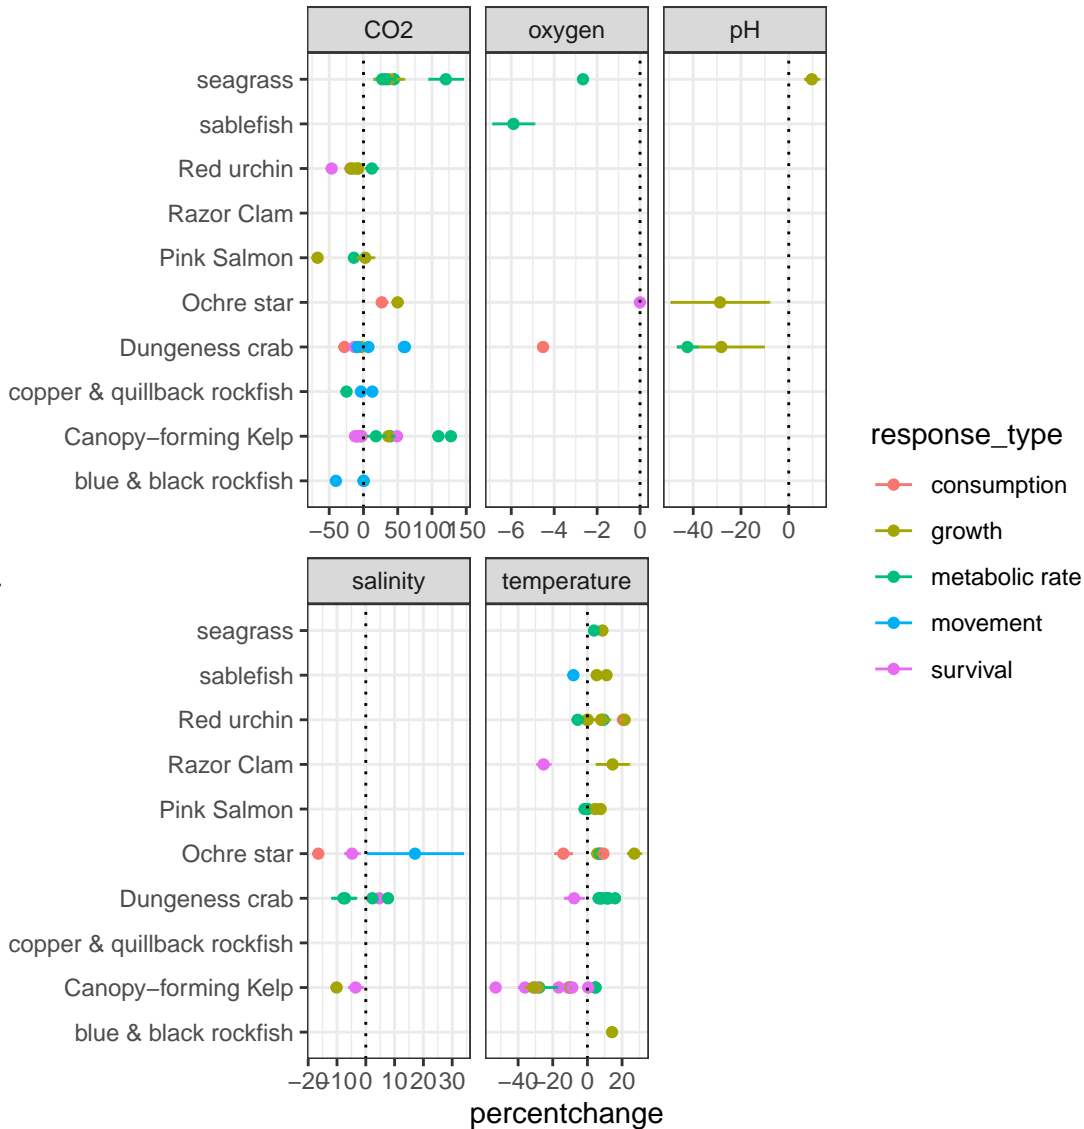 CO2 oxygen pH
seagrass
sablefish
Red urchin
Razor Clam
Pink Salmon
Ochre star
Dungeness crab
copper & quillback rockfish
Canopy−forming Kelp
blue & black rockfish
−50 0 50 100 150 −6 −4 −2 0 −40 −20 0
response_type
consumption
growth
metabolic rate
movement
survival
salinity temperature
seagrass
sablefish
Red urchin
Razor Clam
Pink Salmon
Ochre star
Dungeness crab
copper & quillback rockfish
Canopy−forming Kelp
blue & black rockfish
−20 −10 0 10 20 30 −40 −20 0 20
percentchange